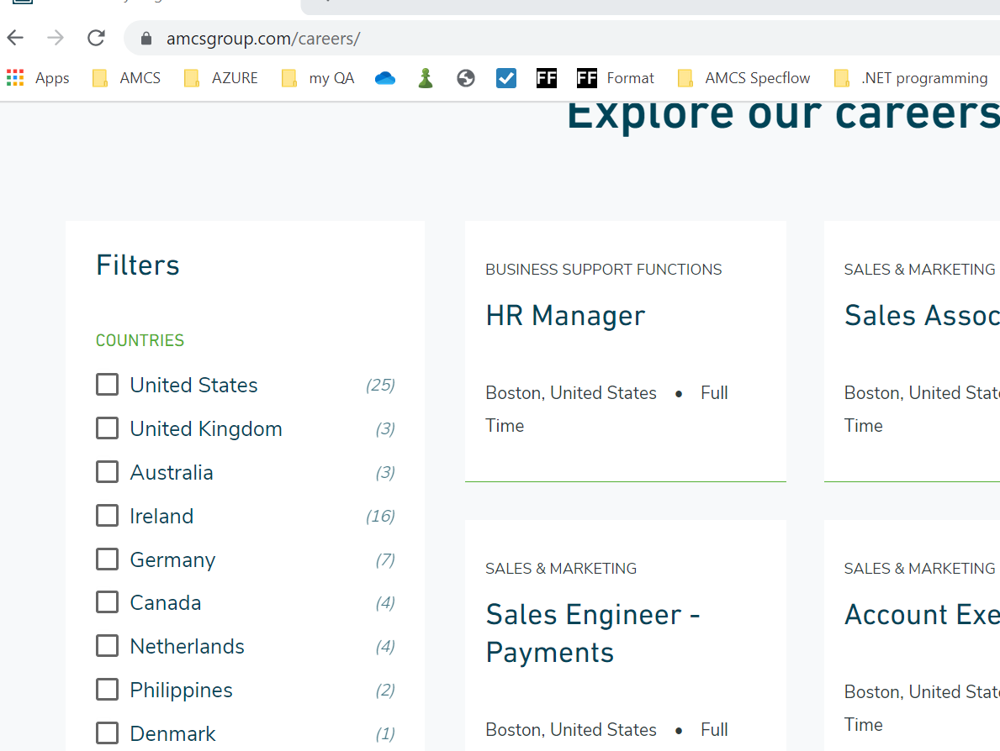 amcsgroup.com/careers/
Apps AMCS AZURE my QA FF FF Format AMCS Specflow .NET programming
Explore our careers
Filters
COUNTRIES
United States (25)
United Kingdom (3)
Australia (3)
Ireland (16)
Germany (7)
Canada (4)
Netherlands (4)
Philippines (2)
Denmark (1)
BUSINESS SUPPORT FUNCTIONS
HR Manager
Boston, United States • Full
Time
SALES & MARKETING
Sales Assoc
Boston, United State
Time
SALES & MARKETING
Sales Engineer -
Payments
Boston, United States • Full
SALES & MARKETING
Account Exe
Boston, United State
Time